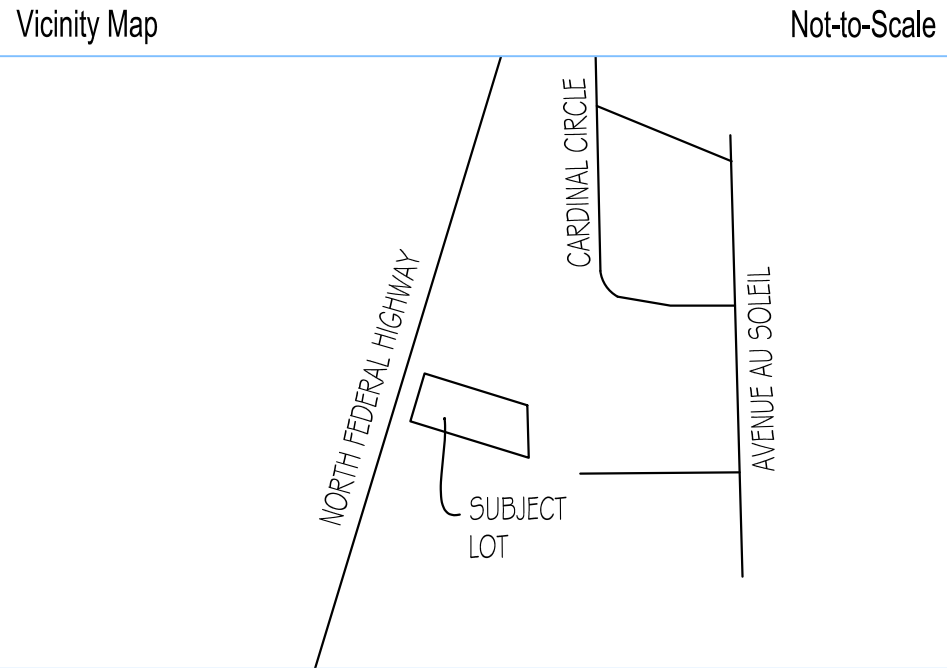 Vicinity Map
Not-to-Scale
CARDINAL CIRCLE
NORTH FEDERAL HIGHWAY
AVENUE AU SOLEIL
SUBJECT
LOT